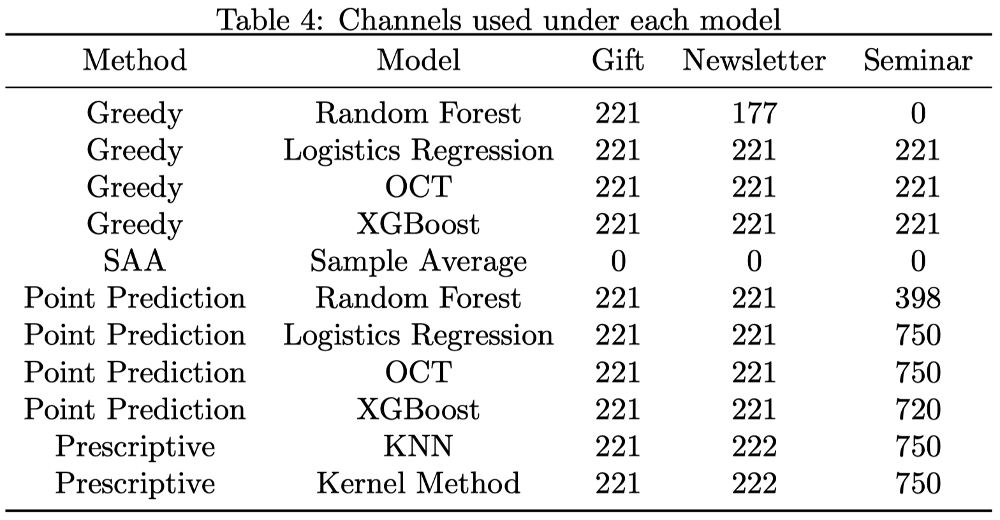 Table 4: Channels used under each model
Method Model Gift Newsletter Seminar
Greedy Random Forest 221 177 0
Greedy Logistics Regression 221 221 221
Greedy OCT 221 221 221
Greedy XGBoost 221 221 221
SAA Sample Average 0 0 0
Point Prediction Random Forest 221 221 398
Point Prediction Logistics Regression 221 221 750
Point Prediction OCT 221 221 750
Point Prediction XGBoost 221 221 720
Prescriptive KNN 221 222 750
Prescriptive Kernel Method 221 222 750